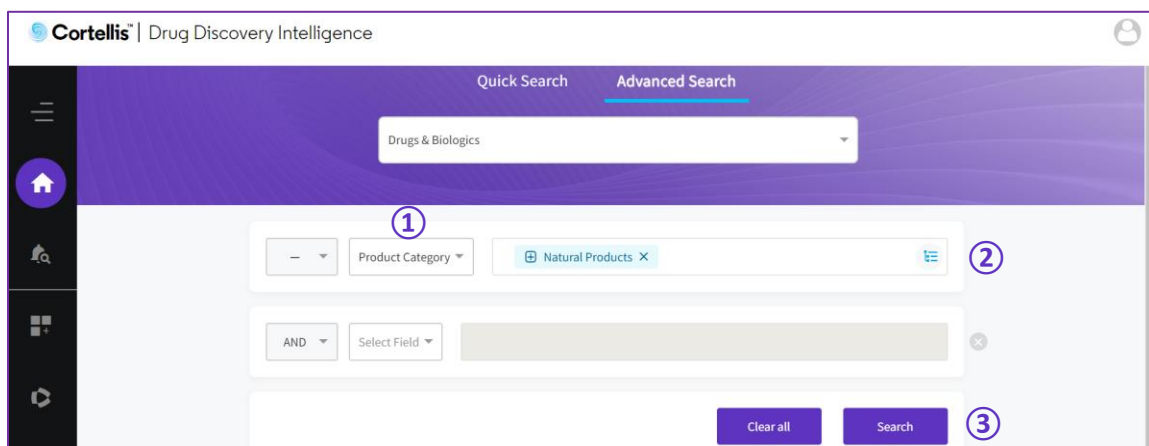 Cortellis™ | Drug Discovery Intelligence
Quick Search Advanced Search
Drugs & Biologics
①
– Product Category Natural Products X ②
AND Select Field
Clear all Search ③